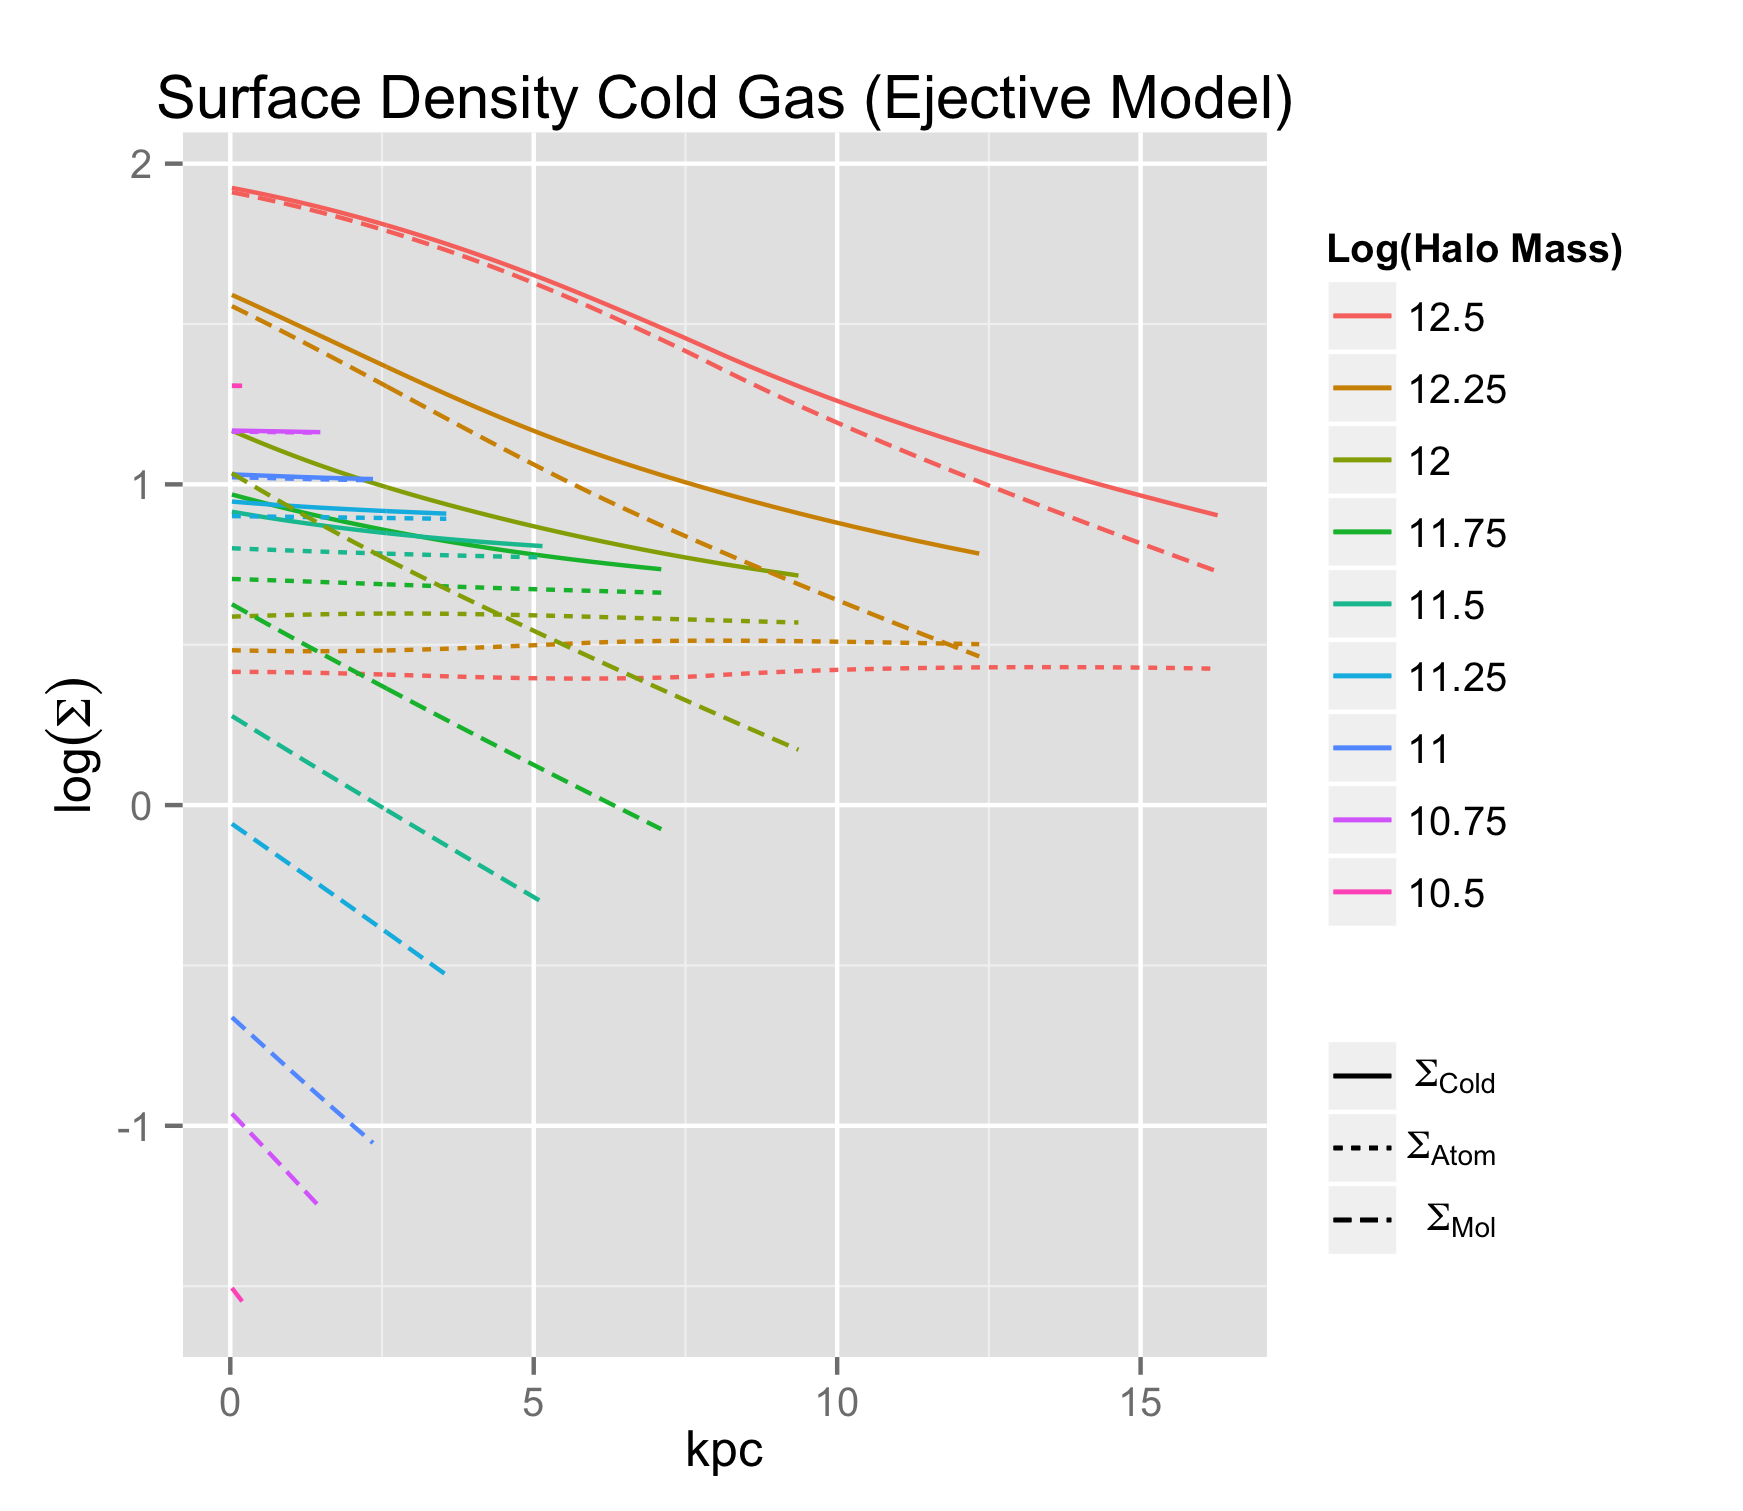 Surface Density Cold Gas (Ejective Model)
2
1
0
-1
log(Σ)
0 5 10 15
kpc
Log(Halo Mass)
12.5
12.25
12
11.75
11.5
11.25
11
10.75
10.5
ΣCold
ΣAtom
ΣMol